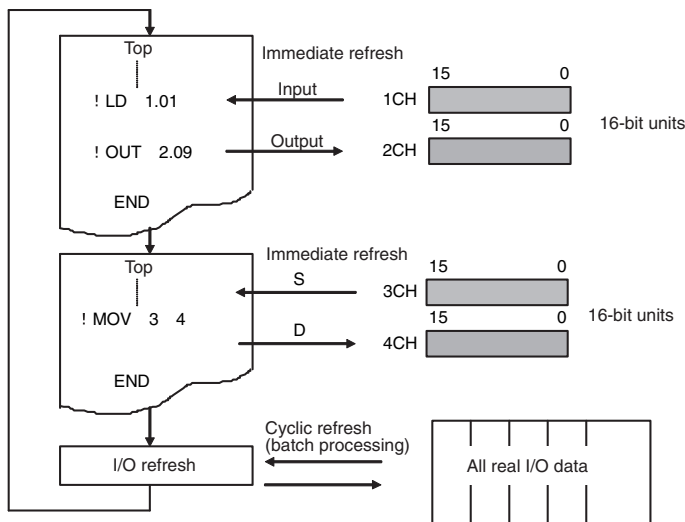 Top
Immediate refresh
15 0
! LD 1.01
Input
1CH
16-bit units
15 0
! OUT 2.09
Output
2CH
END
Top
Immediate refresh
15 0
S
3CH
16-bit units
15 0
! MOV 3 4
D
4CH
END
Cyclic refresh
(batch processing)
I/O refresh
All real I/O data